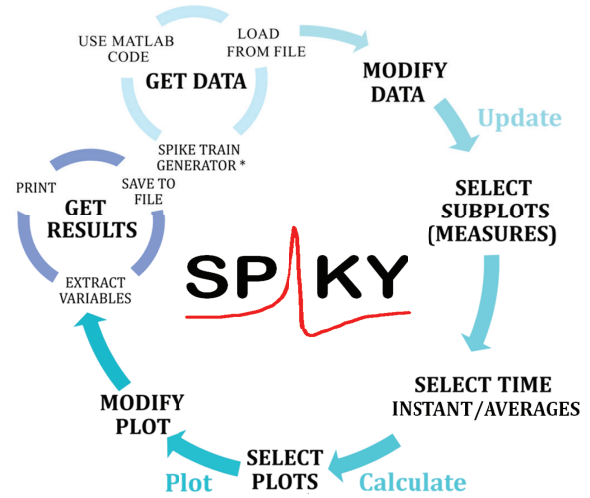 USE MATLAB
CODE
LOAD
FROM FILE
GET DATA
SPIKE TRAIN
GENERATOR *
MODIFY
DATA
Update
SELECT
SUBPLOTS
(MEASURES)
SELECT TIME
INSTANT/AVERAGES
Calculate
SELECT
PLOTS
Plot
MODIFY
PLOT
EXTRACT
VARIABLES
PRINT
SAVE TO
FILE
GET
RESULTS
SPIKY